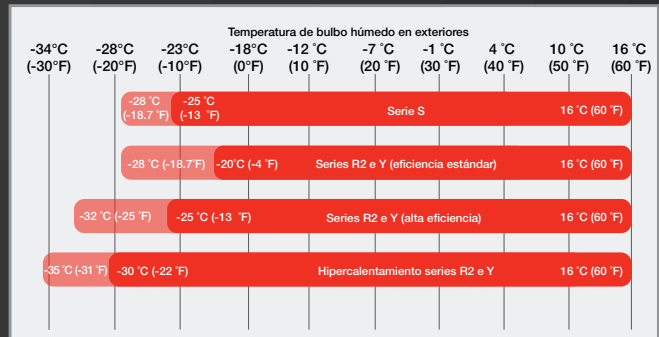 Temperatura de bulbo húmedo en exteriores
-34°C -28°C -23°C -18°C -12 °C -7 °C -1 °C 4 °C 10 °C 16 °C
(-30°F) (-20°F) (-10°F) (0°F) (10 °F) (20 °F) (30 °F) (40 °F) (50 °F) (60 °F)
-28 °C -25 °C
(-18.7 °F) (-13 °F) Serie S 16 °C (60 °F)
-28 °C (-18.7°F) -20°C (-4 °F) Series R2 e Y (eficiencia estándar) 16 °C (60 °F)
-32 °C (-25 °F) -25 °C (-13 °F) Series R2 e Y (alta eficiencia) 16 °C (60 °F)
-35 °C (-31 °F) -30 °C (-22 °F) Hipercalentamiento series R2 e Y 16 °C (60 °F)